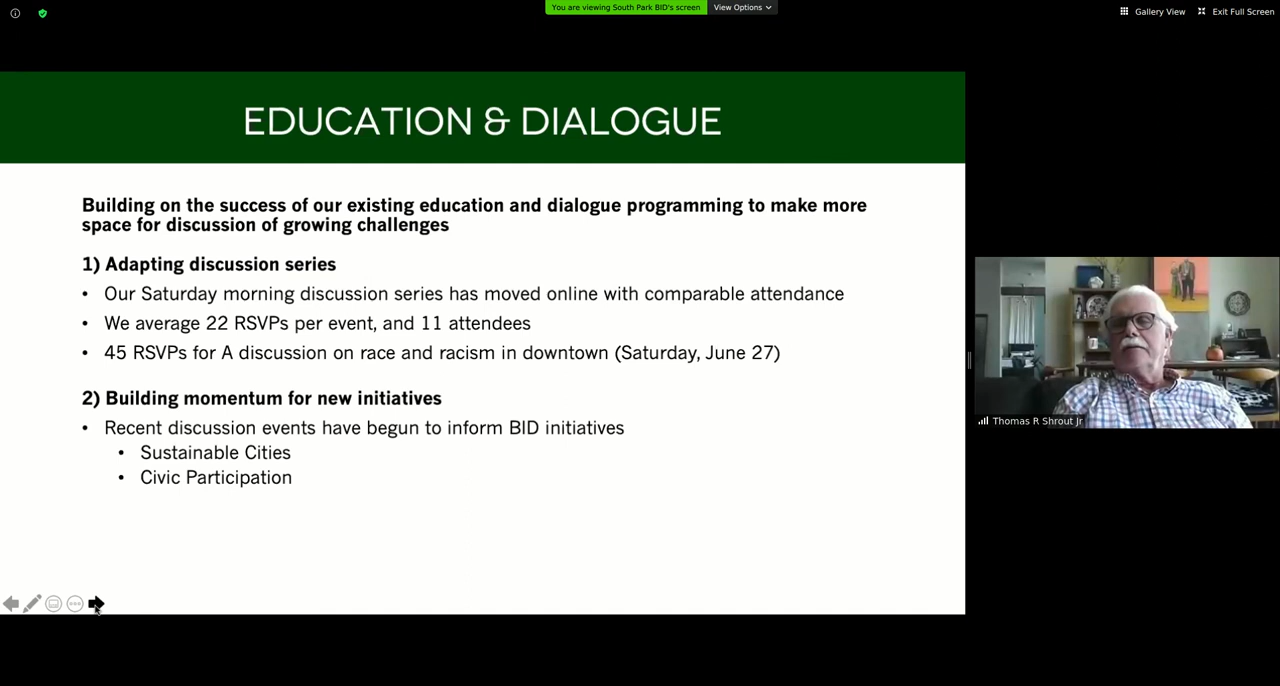 You are viewing South Park BID's screen
View Options
Gallery View
Exit Full Screen
EDUCATION & DIALOGUE
Building on the success of our existing education and dialogue programming to make more
space for discussion of growing challenges
1) Adapting discussion series
• Our Saturday morning discussion series has moved online with comparable attendance
• We average 22 RSVPs per event, and 11 attendees
• 45 RSVPs for A discussion on race and racism in downtown (Saturday, June 27)
2) Building momentum for new initiatives
• Recent discussion events have begun to inform BID initiatives
• Sustainable Cities
• Civic Participation
Thomas R Shrout Jr